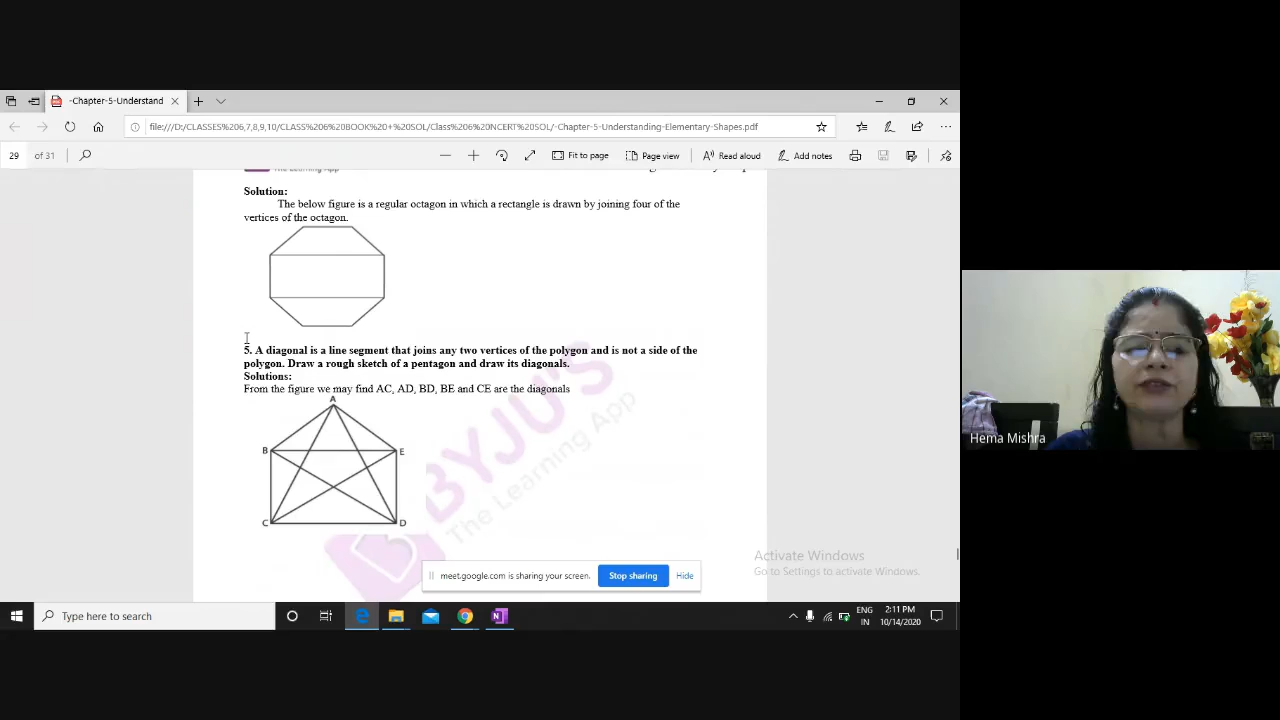 -Chapter-5-Understand
file:///D:/CLASSES%206,7,8,9,10/CLASS%206%20BOOK%20+%20SOL/Class%206%20NCERT%20SOL/-Chapter-5-Understanding-Elementary-Shapes.pdf
29 of 31
Fit to page
Page view
Read aloud
Add notes
The Learning App
Solution:
The below figure is a regular octagon in which a rectangle is drawn by joining four of the
vertices of the octagon.
5. A diagonal is a line segment that joins any two vertices of the polygon and is not a side of the
polygon. Draw a rough sketch of a pentagon and draw its diagonals.
Solutions:
From the figure we may find AC, AD, BD, BE and CE are the diagonals
A
B
E
C
D
BYJU'S
The Learning App
Hema Mishra
Activate Windows
Go to Settings to activate Windows.
meet.google.com is sharing your screen.
Stop sharing
Hide
Type here to search
ENG
IN
2:11 PM
10/14/2020